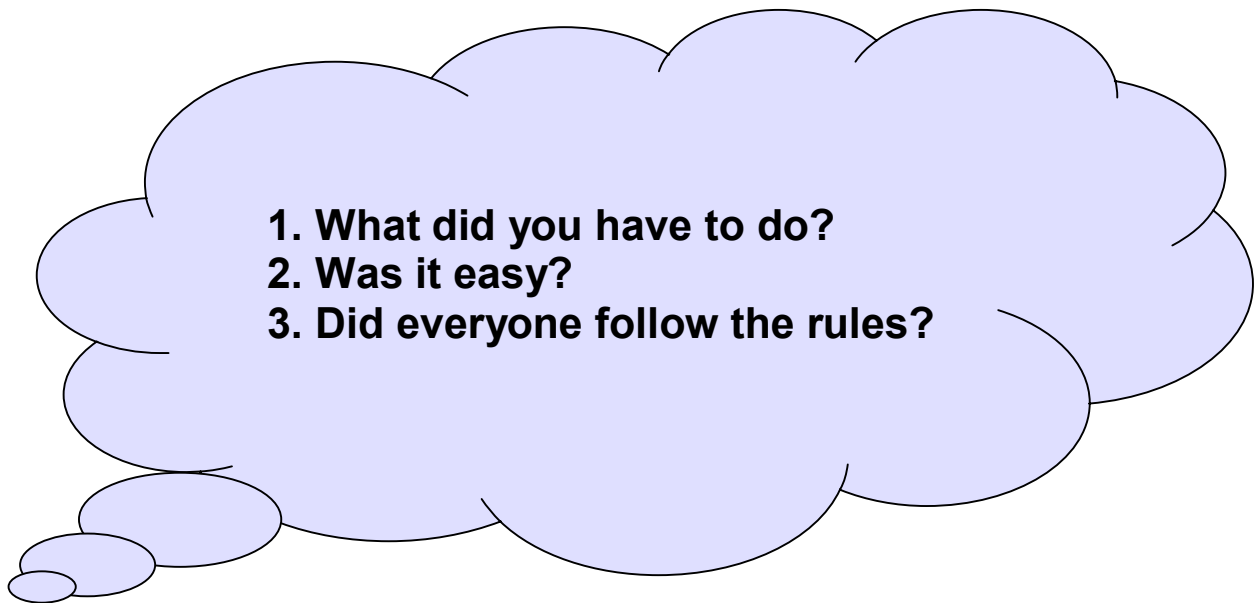 1. What did you have to do?
2. Was it easy?
3. Did everyone follow the rules?